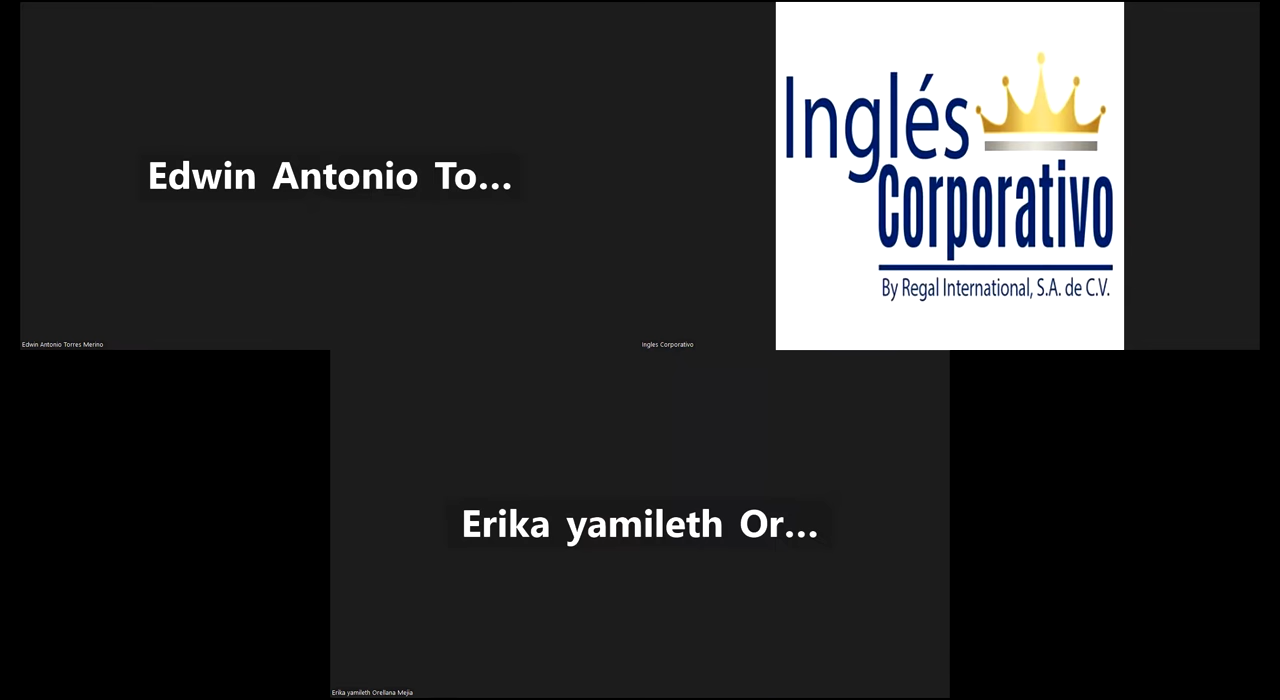 Edwin Antonio To...
Edwin Antonio Torres Merino
Inglés
Corporativo
By Regal International, S.A. de C.V.
Ingles Corporativo
Erika yamileth Or...
Erika yamileth Orellana Mejia